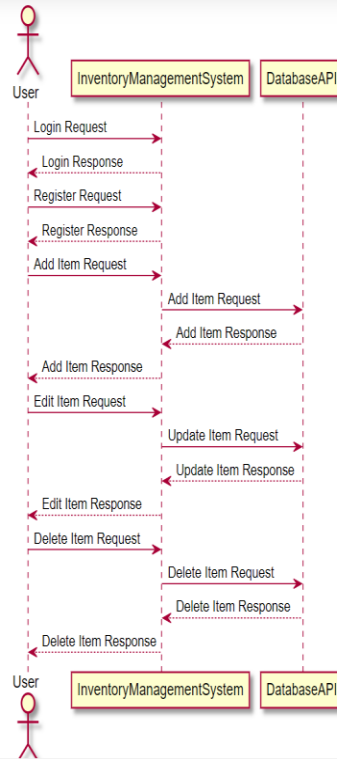 User
InventoryManagementSystem
DatabaseAPI
Login Request
Login Response
Register Request
Register Response
Add Item Request
Add Item Request
Add Item Response
Add Item Response
Edit Item Request
Update Item Request
Update Item Response
Edit Item Response
Delete Item Request
Delete Item Request
Delete Item Response
Delete Item Response
User
InventoryManagementSystem
DatabaseAPI